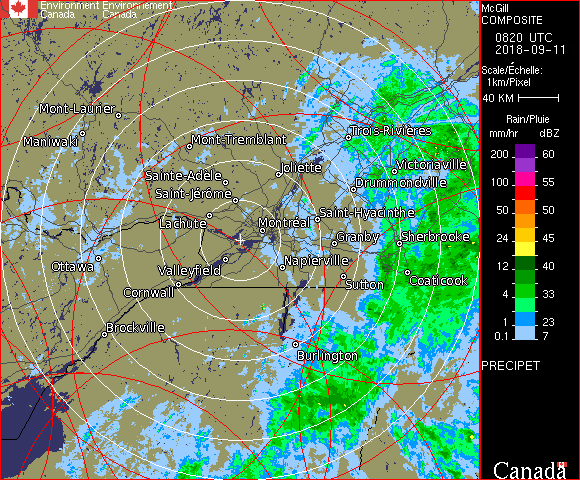 Environment Environnement
Canada Canada
McGill
COMPOSITE
0820 UTC
2018-09-11
Scale/Échelle:
1km/Pixel
40 KM
Rain/Pluie
mm/hr dBZ
200 60
100 55
50 50
24 45
12 40
4 33
1 23
0.1 7
PRECIPET
Canada
Mont-Laurier
Maniwaki
Mont-Tremblant
Trois-Rivières
Joliette
Victoriaville
Sainte-Adèle
Drummondville
Saint-Jérôme
Saint-Hyacinthe
Lachute
Montréal
Granby
Sherbrooke
Ottawa
Valleyfield
Napierville
Coaticook
Sutton
Cornwall
Brockville
Burlington